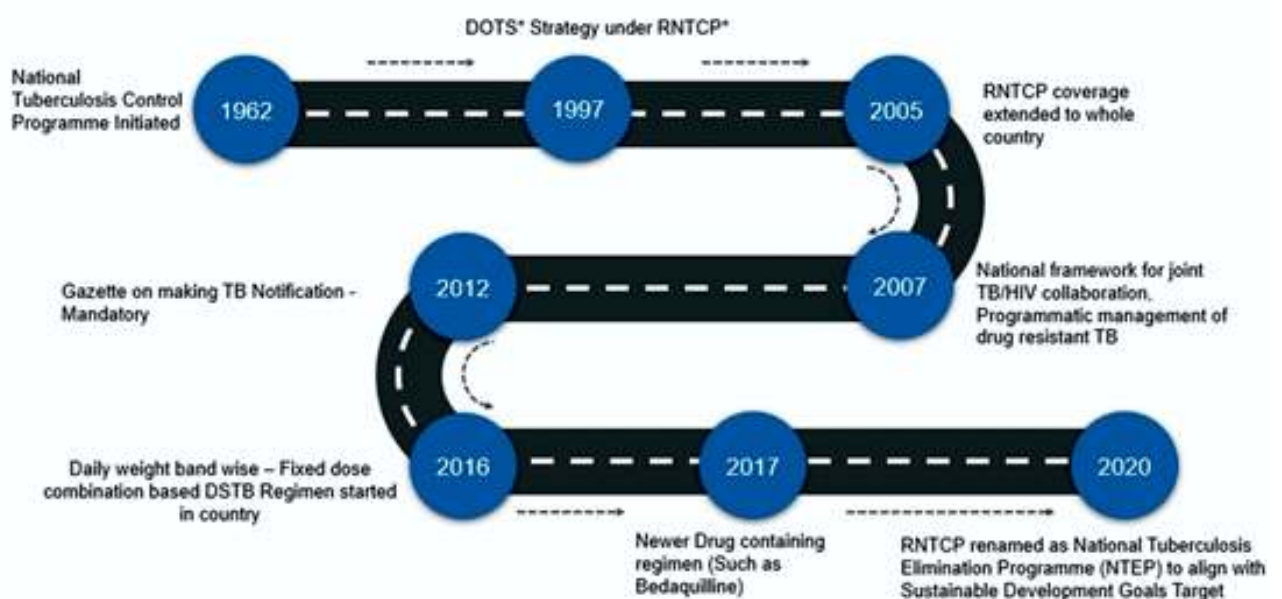 DOTS* Strategy under RNTCP*
National
Tuberculosis Control
Programme Initiated
1962
1997
2005
RNTCP coverage
extended to whole
country
Gazette on making TB Notification -
Mandatory
2012
2007
National framework for joint
TB/HIV collaboration,
Programmatic management of
drug resistant TB
Daily weight band wise – Fixed dose
combination based DSTB Regimen started
in country
2016
2017
2020
Newer Drug containing
regimen (Such as
Bedaquilline)
RNTCP renamed as National Tuberculosis
Elimination Programme (NTEP) to align with
Sustainable Development Goals Target